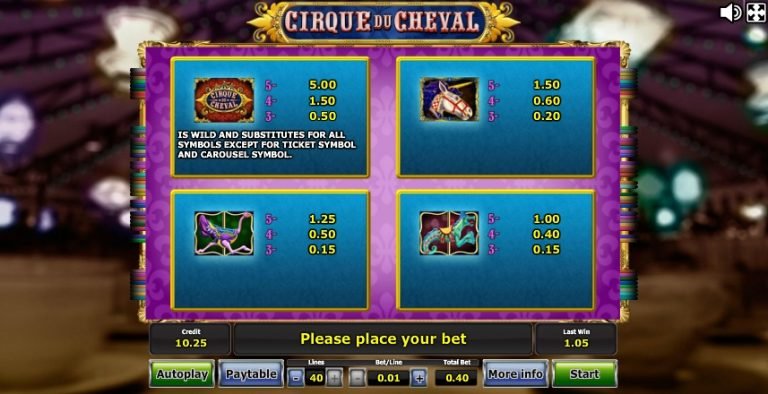 CIRQUE DU CHEVAL
CIRQUE
DU
CHEVAL
5- 5.00
4- 1.50
3- 0.50
IS WILD AND SUBSTITUTES FOR ALL
SYMBOLS EXCEPT FOR TICKET SYMBOL
AND CAROUSEL SYMBOL.
5- 1.50
4- 0.60
3- 0.20
5- 1.25
4- 0.50
3- 0.15
5- 1.00
4- 0.40
3- 0.15
Credit
10.25
Please place your bet
Last Win
1.05
Autoplay
Paytable
Lines
- 40 +
Bet/Line
- 0.01 +
Total Bet
0.40
More info
Start